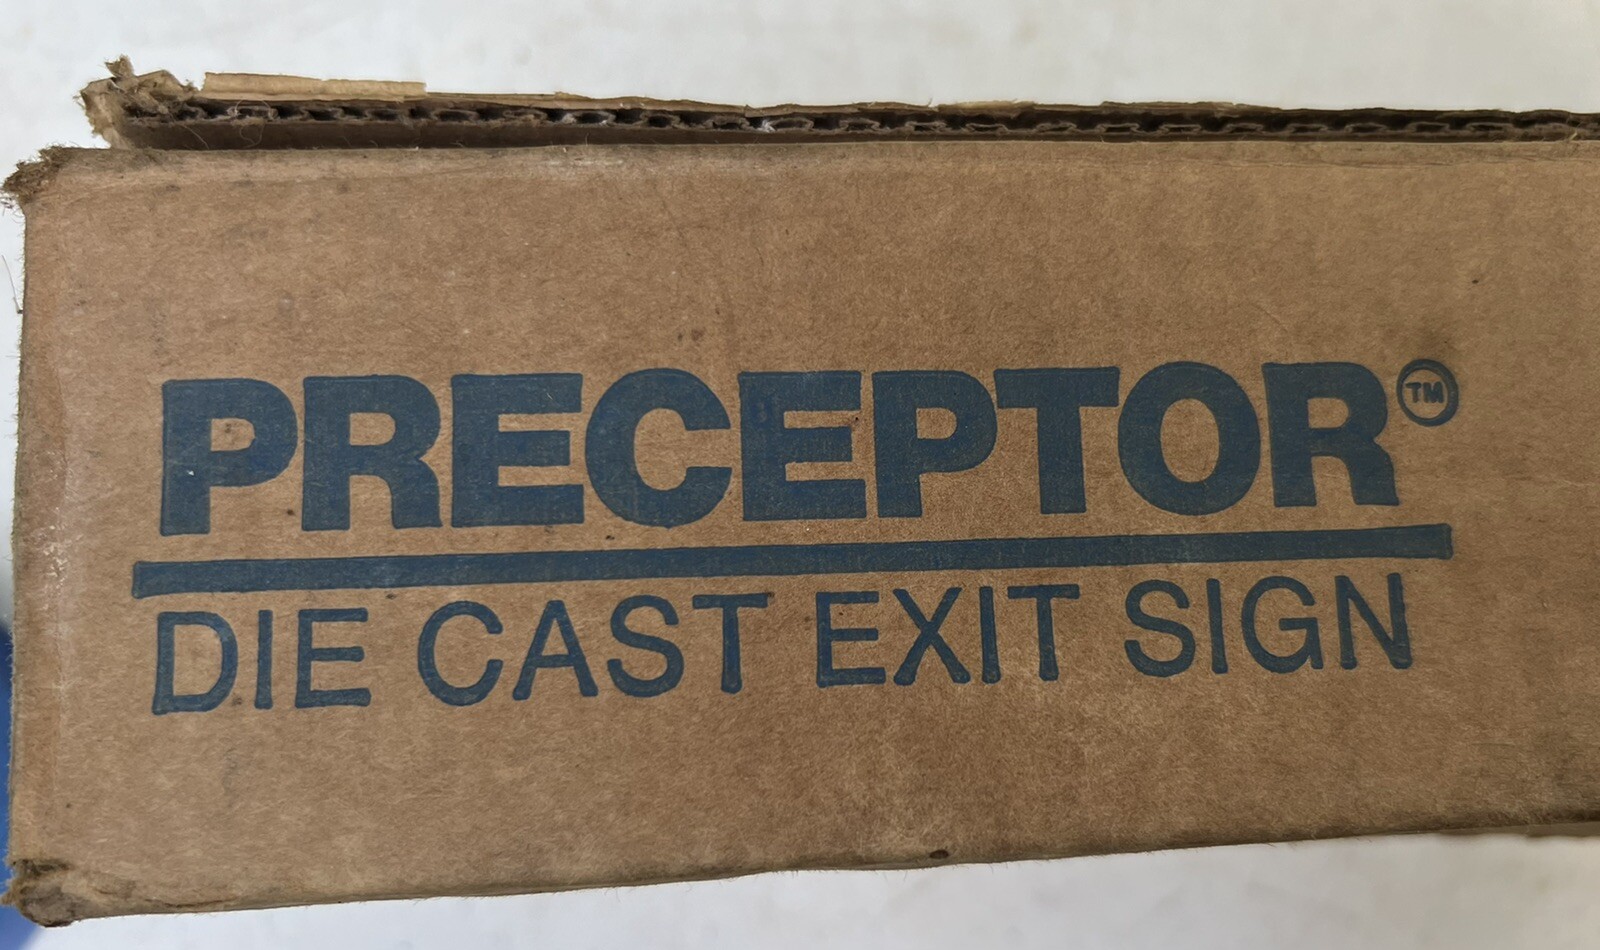 PRECEPTOR™
DIE CAST EXIT SIGN